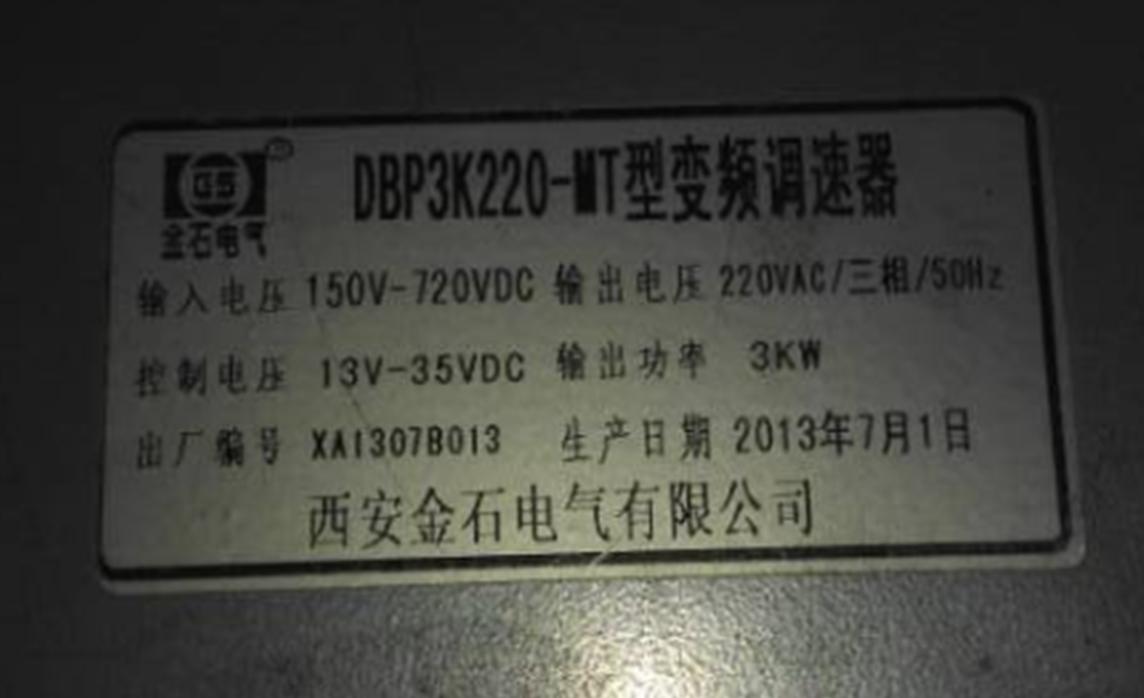 GS
金石电气
DBP3K220-MT型变频调速器
输入电压 150V-720VDC 输出电压 220VAC/三相/50Hz
控制电压 13V-35VDC 输出功率 3KW
出厂编号 XA1307B013 生产日期 2013年7月1日
西安金石电气有限公司